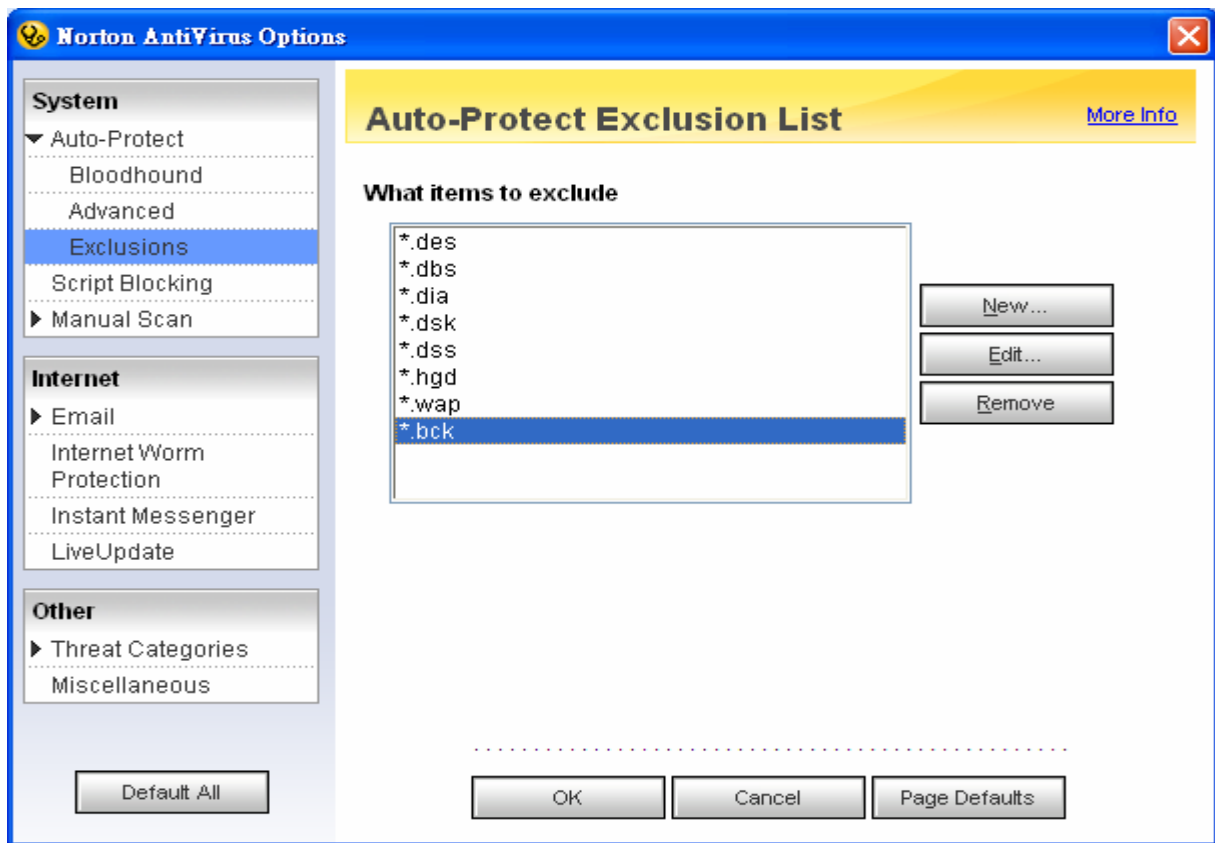 Norton AntiVirus Options
System
Auto-Protect
Bloodhound
Advanced
Exclusions
Script Blocking
Manual Scan
Internet
Email
Internet Worm
Protection
Instant Messenger
LiveUpdate
Other
Threat Categories
Miscellaneous
Default All
Auto-Protect Exclusion List
More Info
What items to exclude
*.des
*.dbs
*.dia
*.dsk
*.dss
*.hgd
*.wap
*.bck
New...
Edit...
Remove
OK
Cancel
Page Defaults